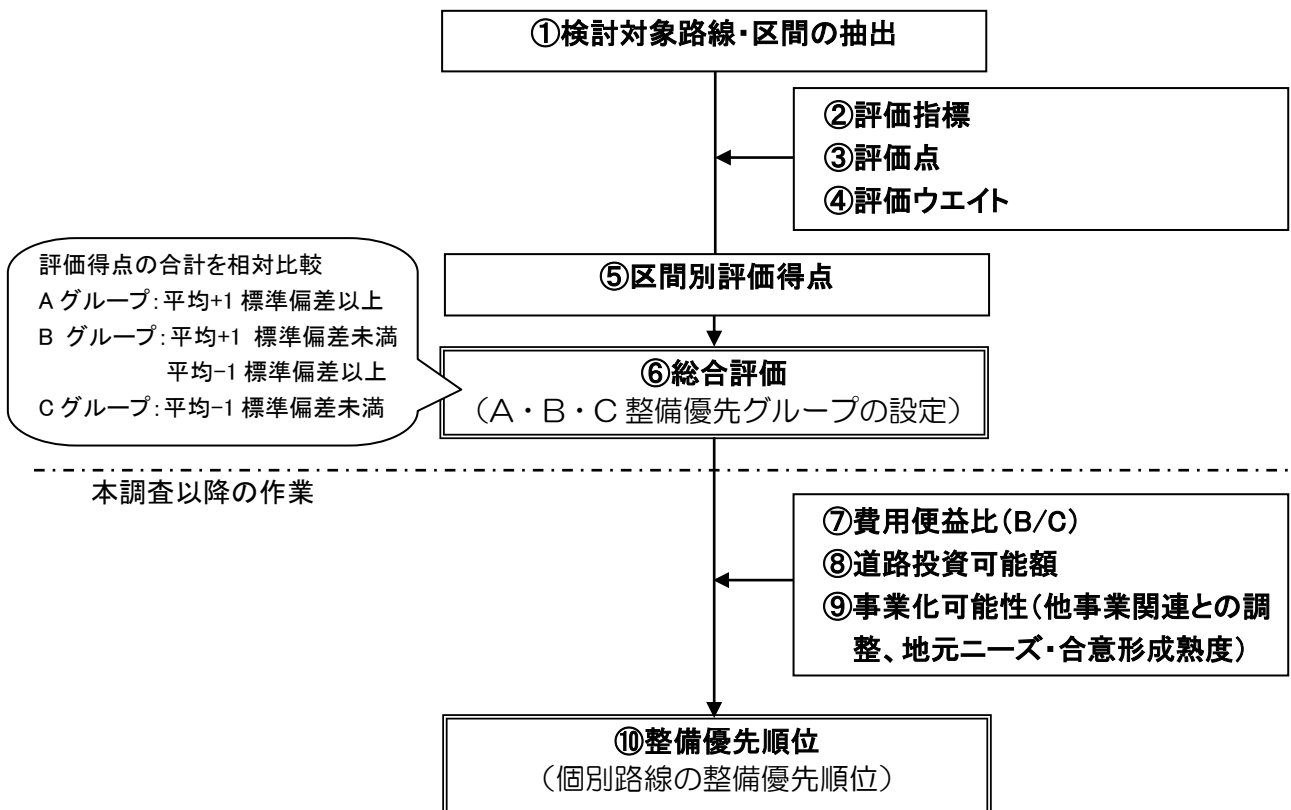 ①検討対象路線・区間の抽出
②評価指標
③評価点
④評価ウエイト
評価得点の合計を相対比較
A グループ:平均+1 標準偏差以上
B グループ:平均+1 標準偏差未満
平均-1 標準偏差以上
C グループ:平均-1 標準偏差未満
⑤区間別評価得点
⑥総合評価
（A・B・C 整備優先グループの設定）
本調査以降の作業
⑦費用便益比(B/C)
⑧道路投資可能額
⑨事業化可能性(他事業関連との調
整、地元ニーズ・合意形成熟度)
⑩整備優先順位
（個別路線の整備優先順位）